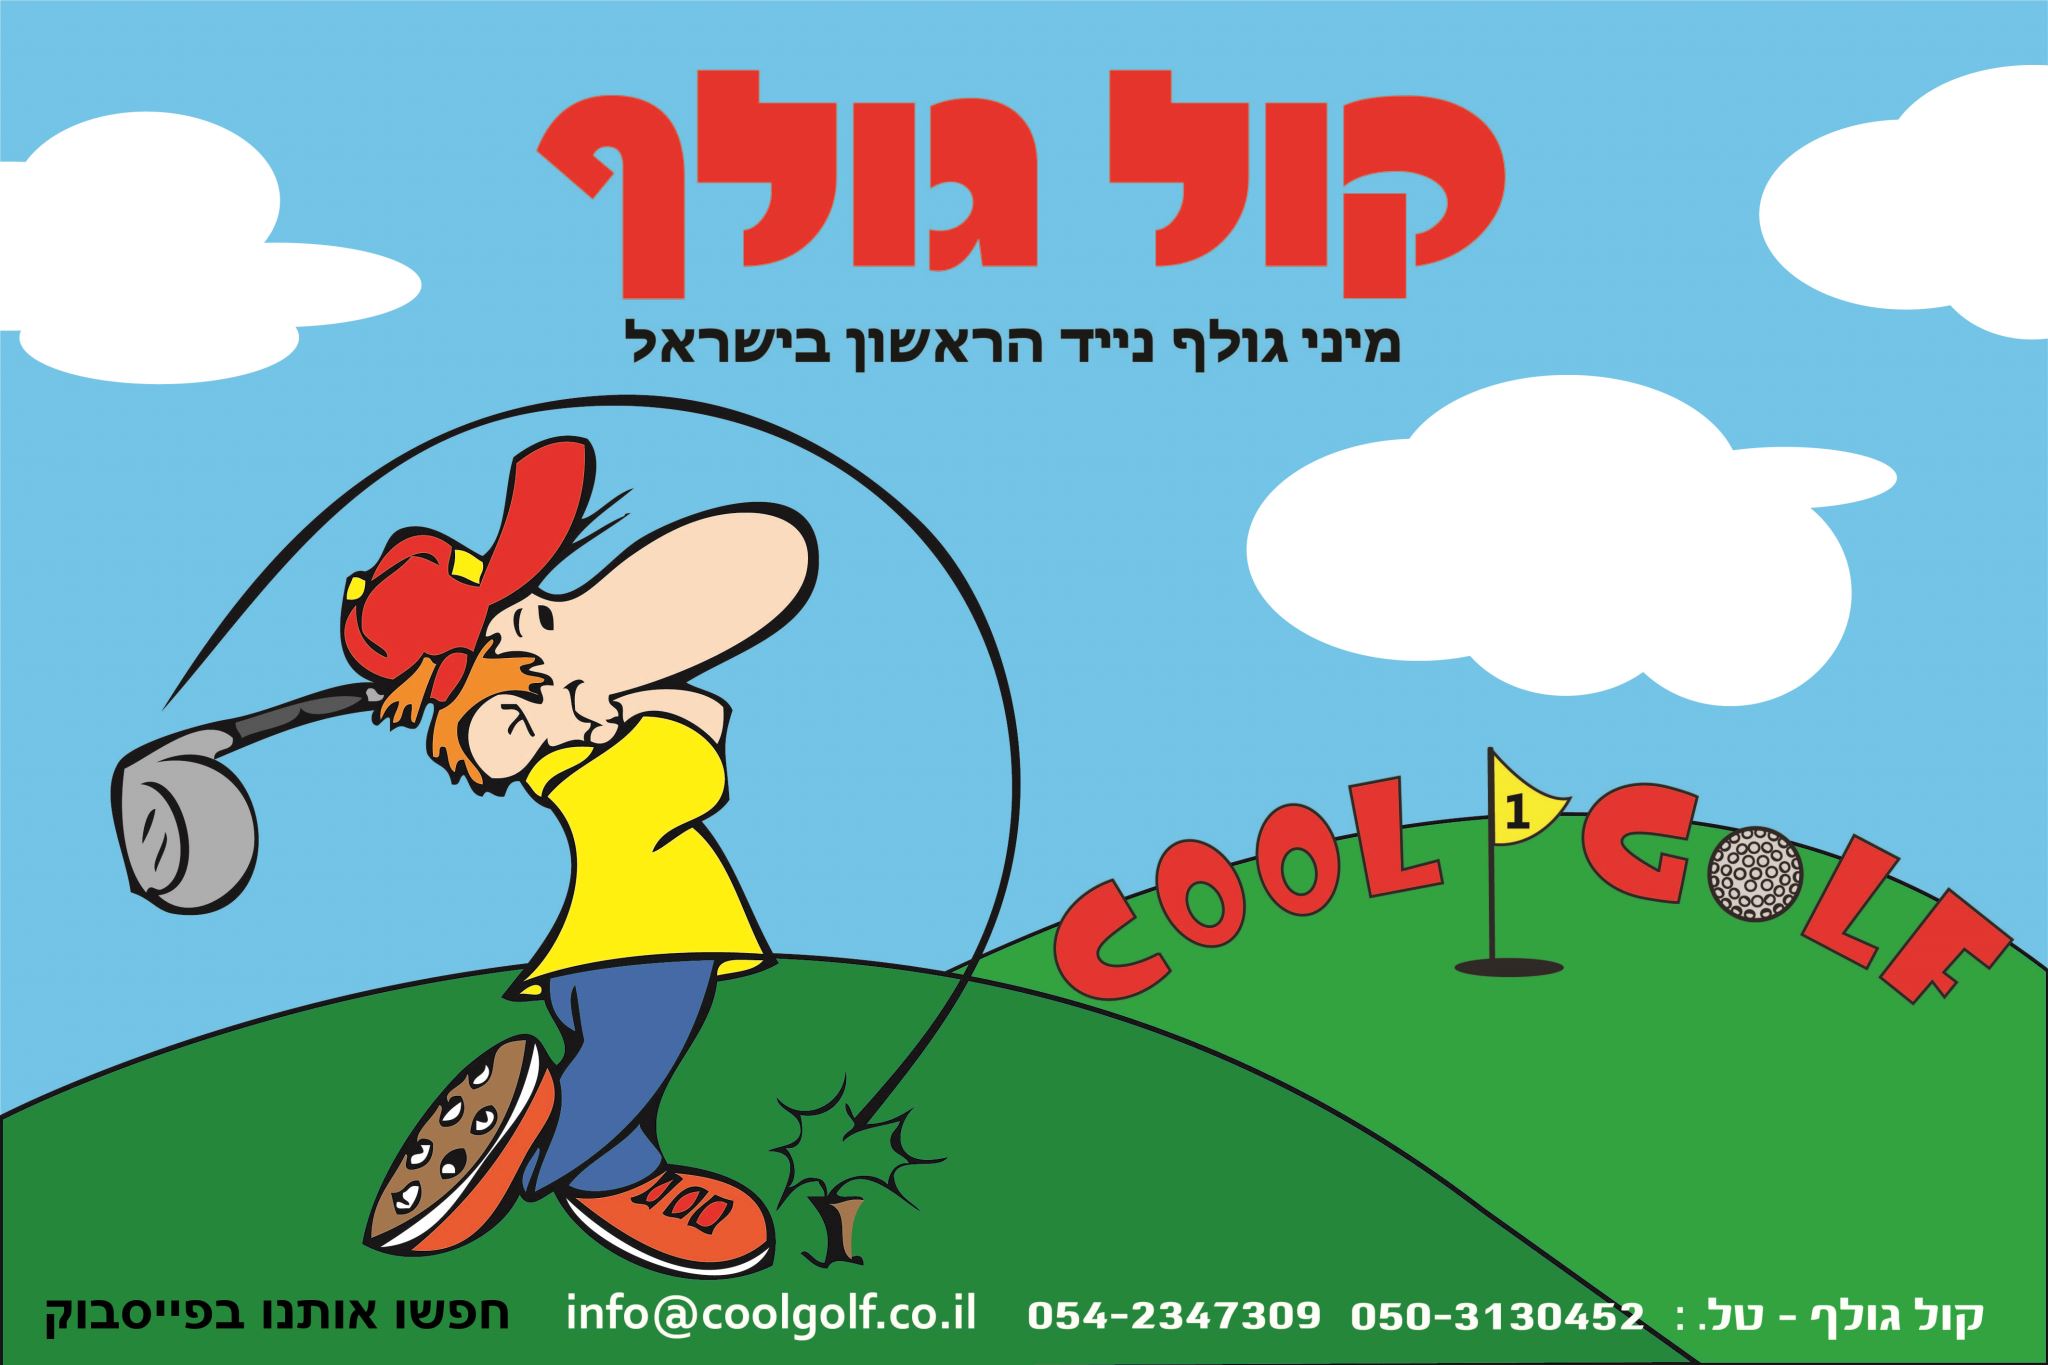 קול גולף
מיני גולף נייד הראשון בישראל
COOL GOLF
1
קול גולף - טל. : 050-3130452 054-2347309 info@coolgolf.co.il חפשו אותנו בפייסבוק